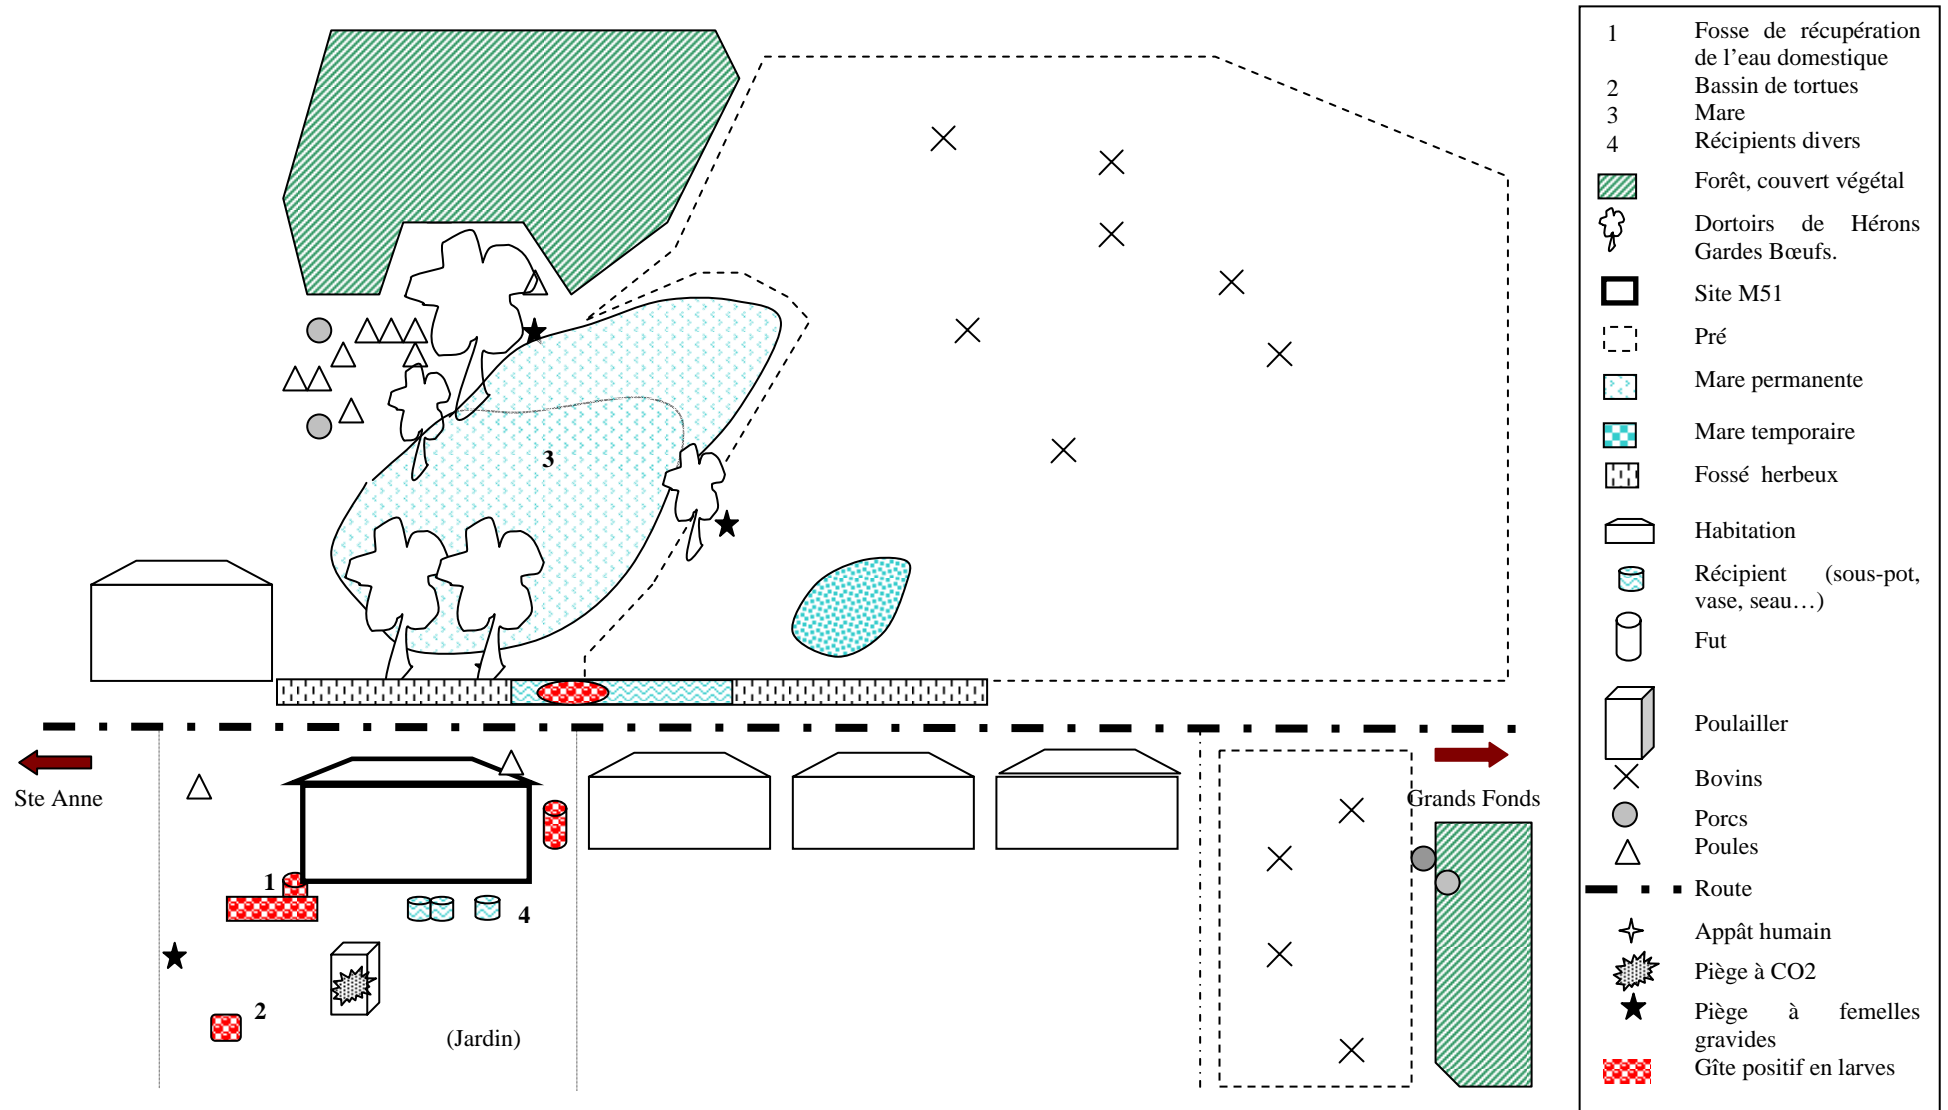 3
Ste Anne
Grands Fonds
1
4
2
(Jardin)
1 Fosse de récupération
de l'eau domestique
2 Bassin de tortues
3 Mare
4 Récipients divers
Forêt, couvert végétal
Dortoirs de Hérons
Gardes Bœufs.
Site M51
Pré
Mare permanente
Mare temporaire
Fossé herbeux
Habitation
Récipient (sous-pot,
vase, seau…)
Fut
Poulailler
Bovins
Porcs
Poules
Route
Appât humain
Piège à CO2
Piège à femelles
gravides
Gîte positif en larves